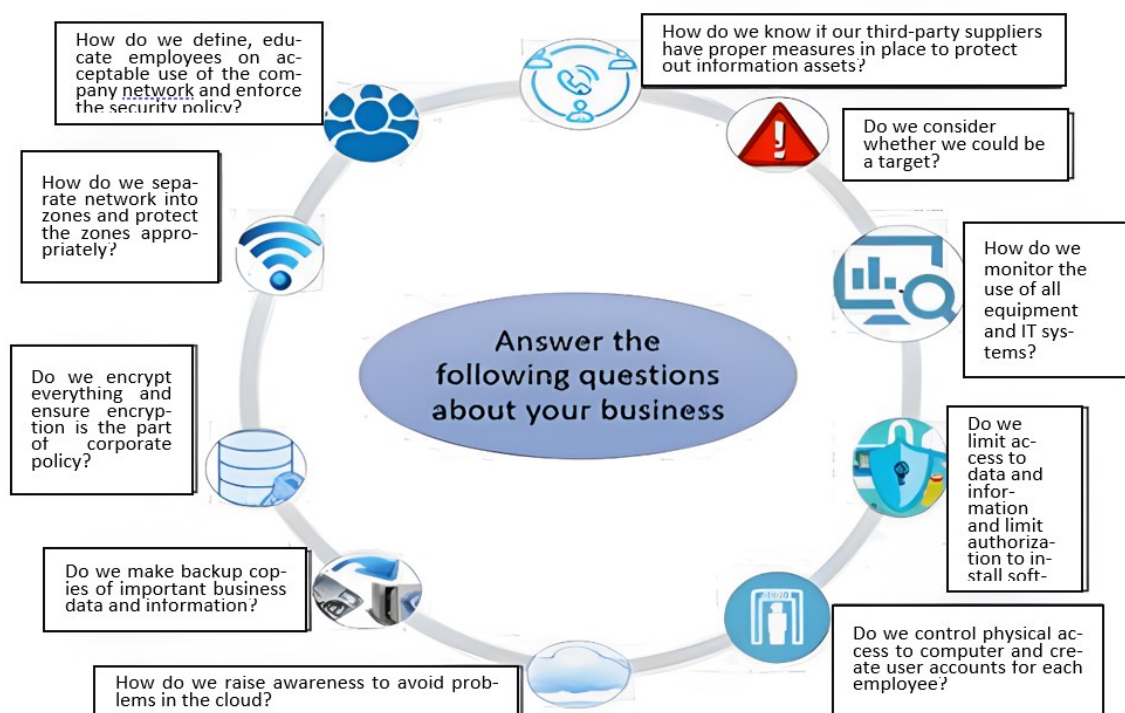 How do we define, edu-
cate employees on ac-
ceptable use of the com-
pany network and enforce
the security policy?
How do we know if our third-party suppliers
have proper measures in place to protect
out information assets?
Do we consider
whether we could be
a target?
How do we sepa-
rate network into
zones and protect
the zones appro-
priately?
How do we
monitor the
use of all
equipment
and IT sys-
tems?
Answer the
following questions
about your business
Do we encrypt
everything and
ensure encryp-
tion is the part
of corporate
policy?
Do we
limit ac-
cess to
data and
infor-
mation
and limit
authoriza-
tion to in-
stall soft-
Do we make backup cop-
ies of important business
data and information?
Do we control physical ac-
cess to computer and cre-
ate user accounts for each
employee?
How do we raise awareness to avoid prob-
lems in the cloud?